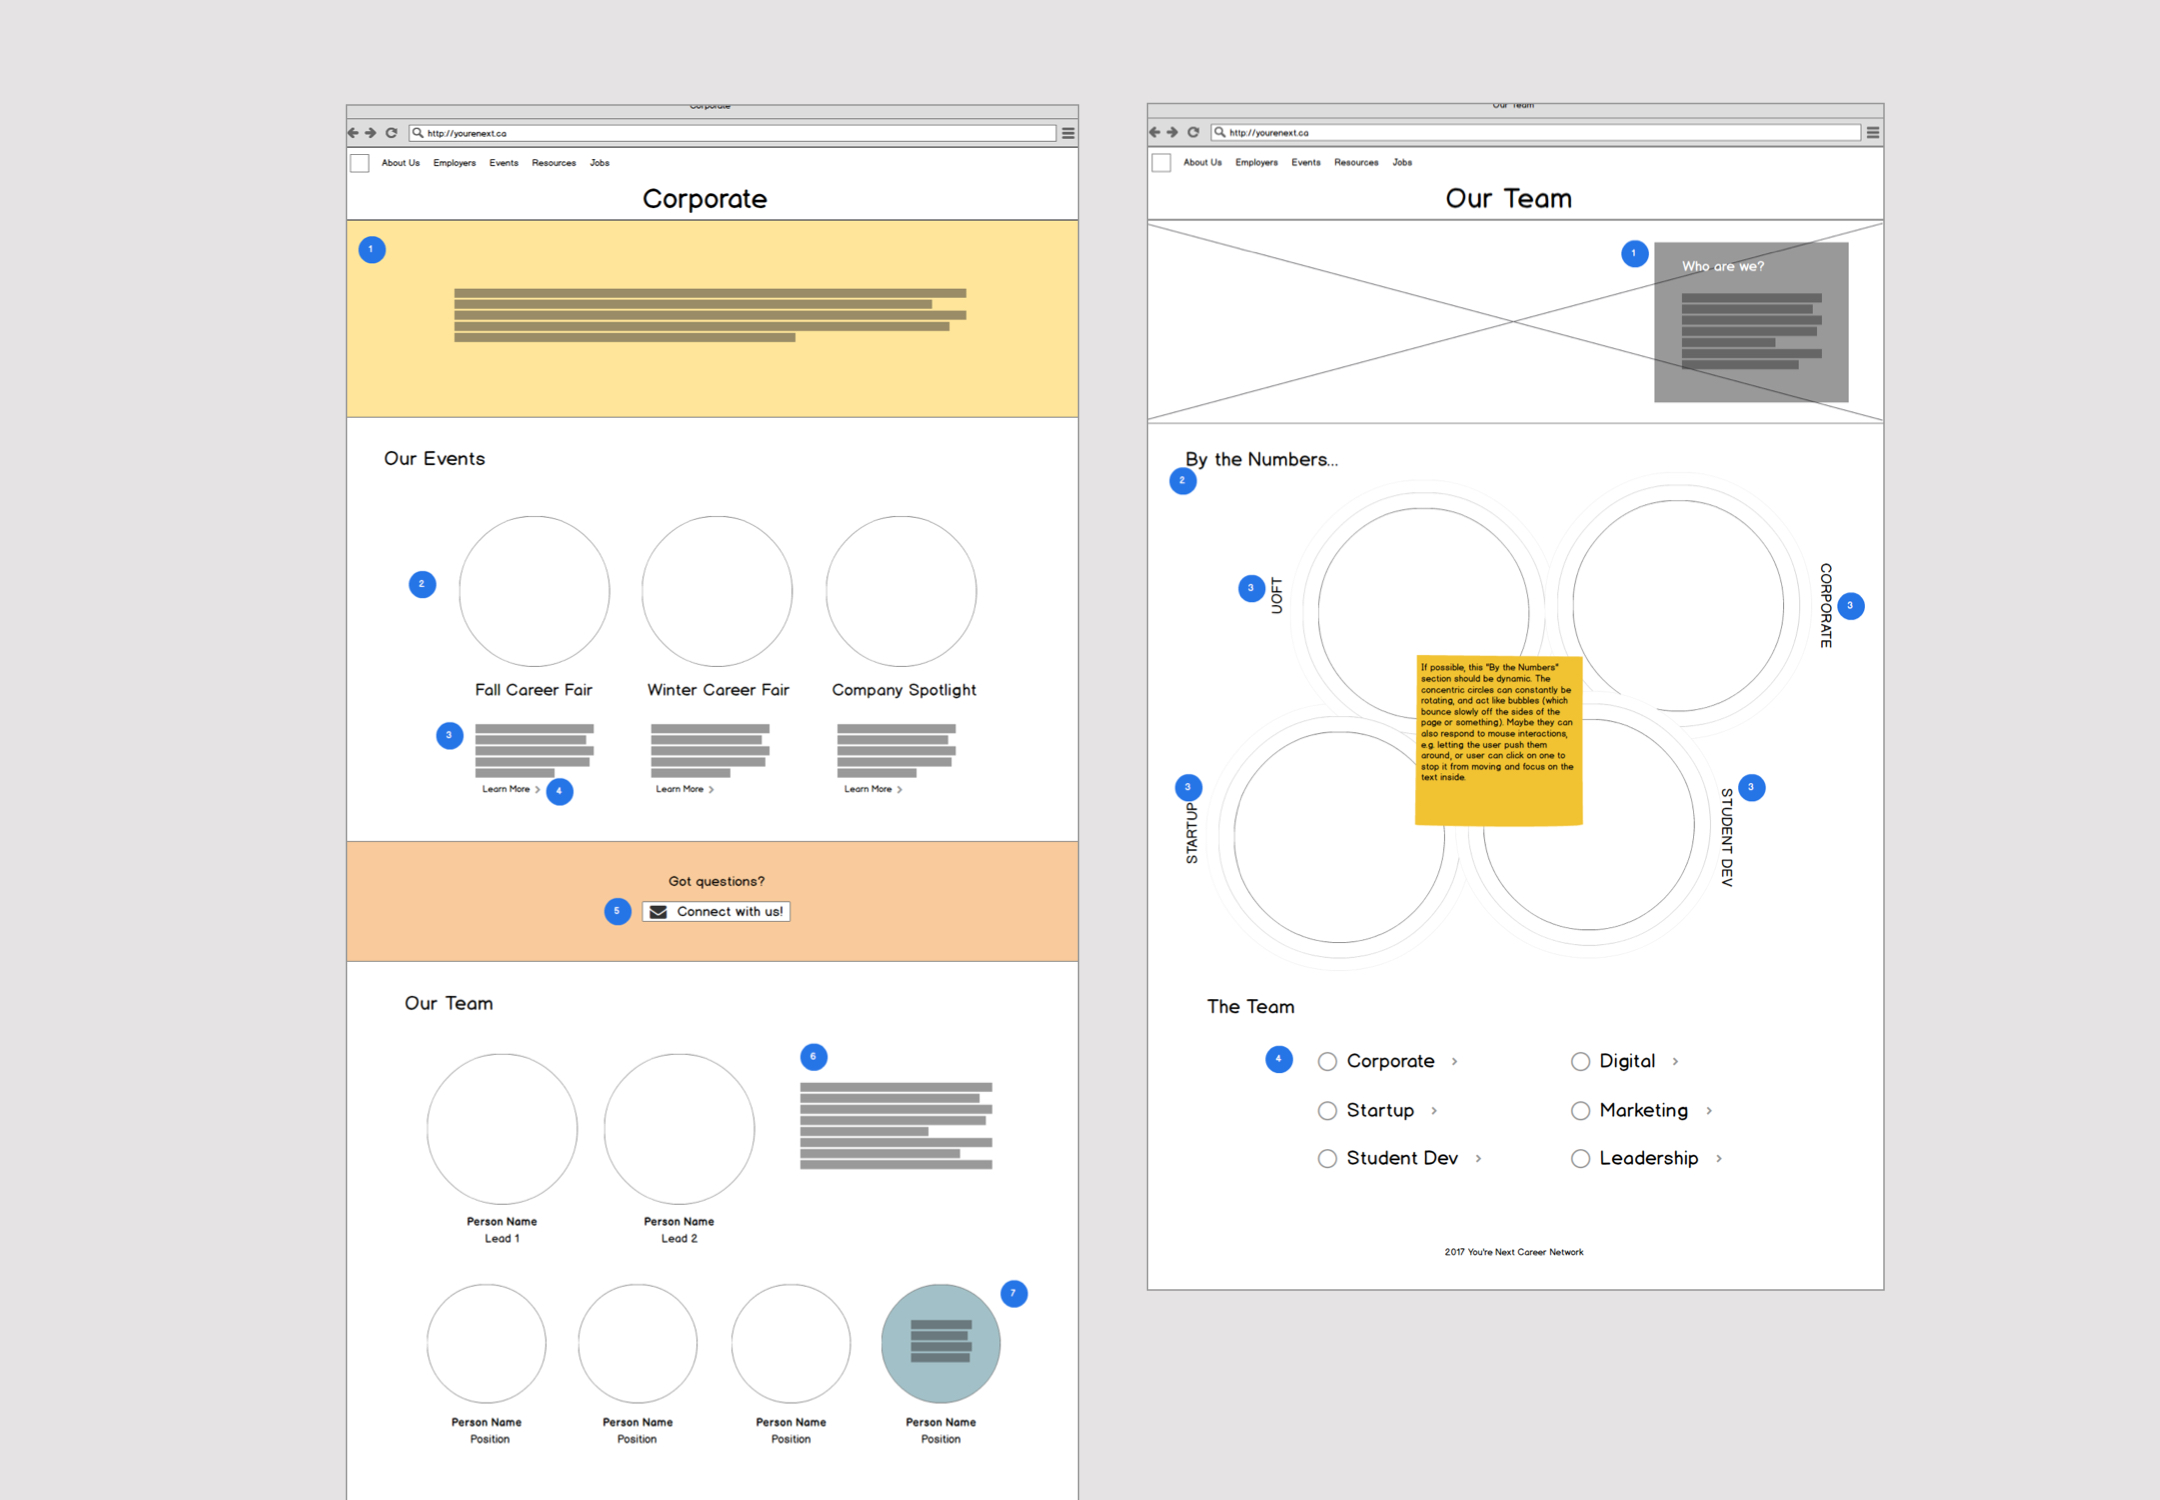 Corporate
http://yourenext.ca
About Us Employers Events Resources Jobs
Corporate
1
Our Events
2
Fall Career Fair Winter Career Fair Company Spotlight
3
Learn More > Learn More > Learn More >
4
Got questions?
5
Connect with us!
Our Team
6
Person Name Person Name
Lead 1 Lead 2
7
Person Name Person Name Person Name Person Name
Position Position Position Position
Our Team
http://yourenext.ca
About Us Employers Events Resources Jobs
Our Team
1
Who are we?
By the Numbers...
2
3
UOFT
CORPORATE
3
If possible, this "By the Numbers"
section should be dynamic. The
concentric circles can constantly be
rotating, and act like bubbles (which
bounce slowly off the sides of the
page or something). Maybe they can
also respond to mouse interactions,
e.g. letting the user push them
around, or user can click on one to
stop it from moving and focus on the
text inside.
3
STARTUP
STUDENT DEV
3
The Team
4
Corporate > Digital >
Startup > Marketing >
Student Dev > Leadership >
2017 You're Next Career Network